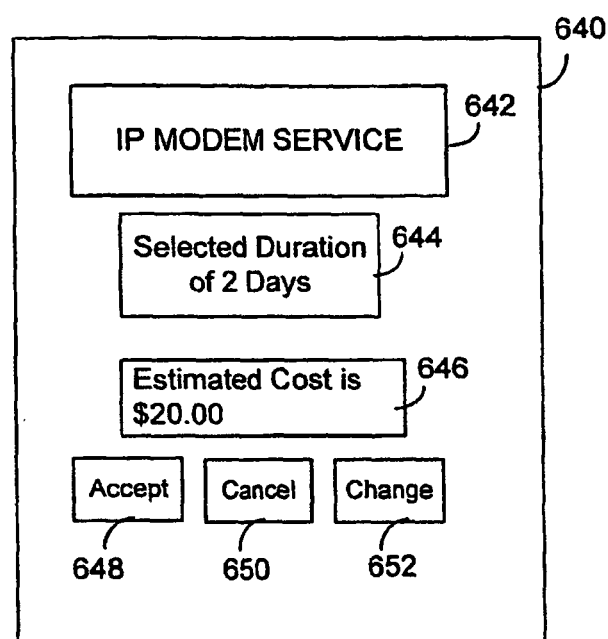 640
IP MODEM SERVICE
642
Selected Duration
of 2 Days
644
Estimated Cost is
$20.00
646
Accept
Cancel
Change
648
650
652